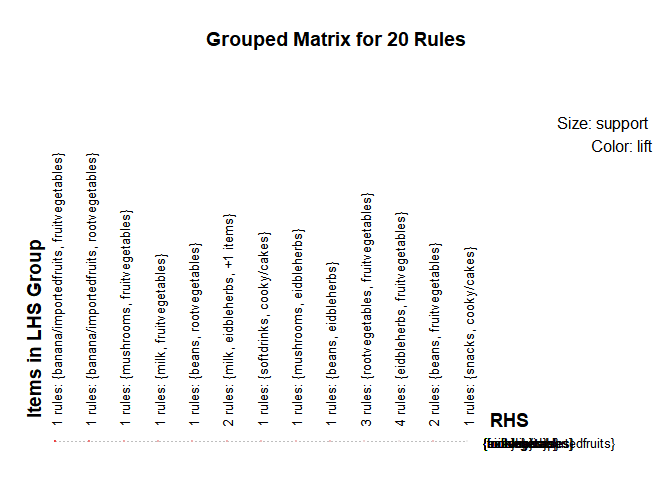 Grouped Matrix for 20 Rules
Size: support
Color: lift
Items in LHS Group
1 rules: {banana/importedfruits, fruitvegetables}
1 rules: {banana/importedfruits, rootvegetables}
1 rules: {mushrooms, fruitvegetables}
1 rules: {milk, fruitvegetables}
1 rules: {beans, rootvegetables}
2 rules: {milk, eidbleherbs, +1 items}
1 rules: {softdrinks, cooky/cakes}
1 rules: {mushrooms, eidbleherbs}
1 rules: {beans, eidbleherbs}
3 rules: {rootvegetables, fruitvegetables}
4 rules: {eidbleherbs, fruitvegetables}
2 rules: {beans, fruitvegetables}
1 rules: {snacks, cooky/cakes}
RHS